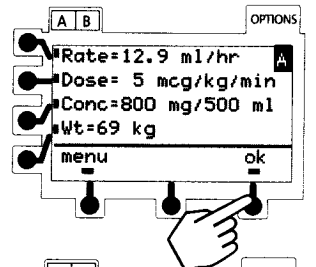 A B OPTIONS
Rate=12.9 ml/hr A
Dose= 5 mcg/kg/min
Conc=800 mg/500 ml
Wt=69 kg
menu ok